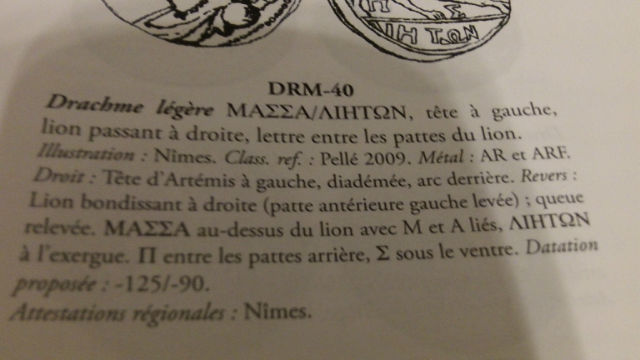 Σ
ΙΗΤΩΝ
DRM-40
Drachme légère ΜΑΣΣΑ/ΛΙΗΤΩΝ, tête à gauche,
lion passant à droite, lettre entre les pattes du lion.
Illustration : Nîmes. Class. ref. : Pellé 2009. Métal : AR et ARF.
Droit : Tête d'Artémis à gauche, diadémée, arc derrière. Revers :
Lion bondissant à droite (patte antérieure gauche levée) ; queue
relevée. ΜΑΣΣΑ au-dessus du lion avec M et A liés, ΛΙΗΤΩΝ
à l'exergue. Π entre les pattes arrière, Σ sous le ventre. Datation
proposée : -125/-90.
Attestations régionales : Nîmes.